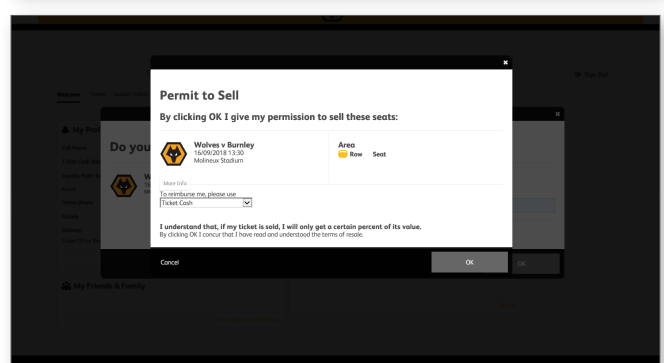 Sign Out
Welcome
My Prof
Do you
×
×
Permit to Sell
By clicking OK I give my permission to sell these seats:
Wolves v Burnley
16/09/2018 13:30
Molineux Stadium
Area
Row Seat
More Info
To reimburse me, please use
Ticket Cash
I understand that, if my ticket is sold, I will only get a certain percent of its value.
By clicking OK I concur that I have read and understood the terms of resale.
Cancel
OK
OK
My Friends & Family